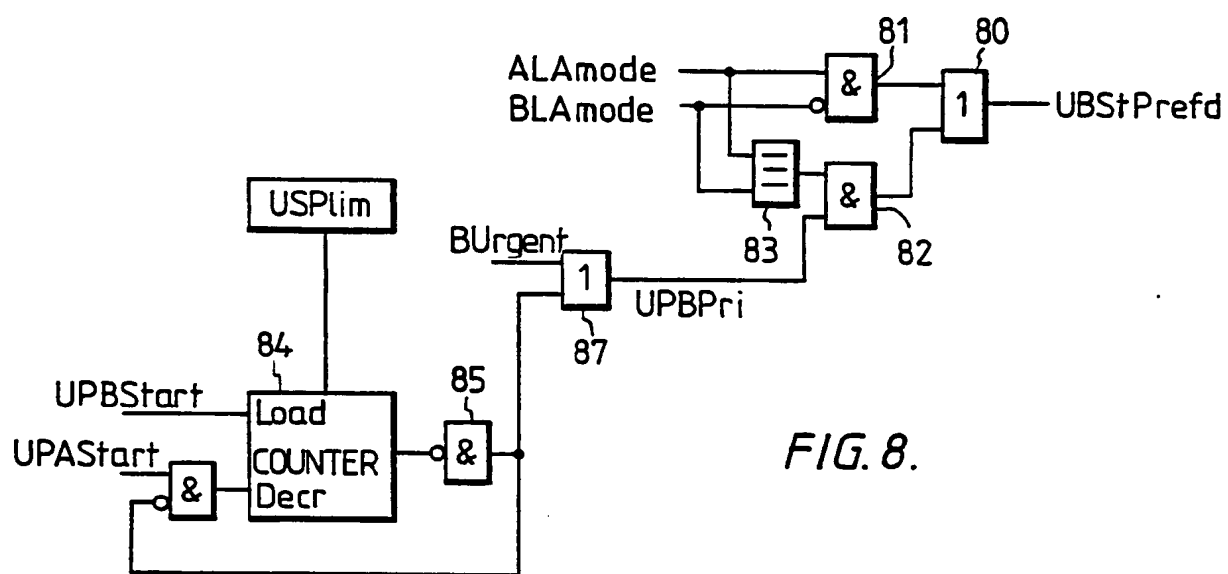 81
80
ALAmode
&
BLAmode
1
UBStPrefd
USPlim
&
83
82
BUrgent
1
UPBPri
87
84
85
UPBStart
Load
&
UPAStart
COUNTER
&
Decr
FIG. 8.